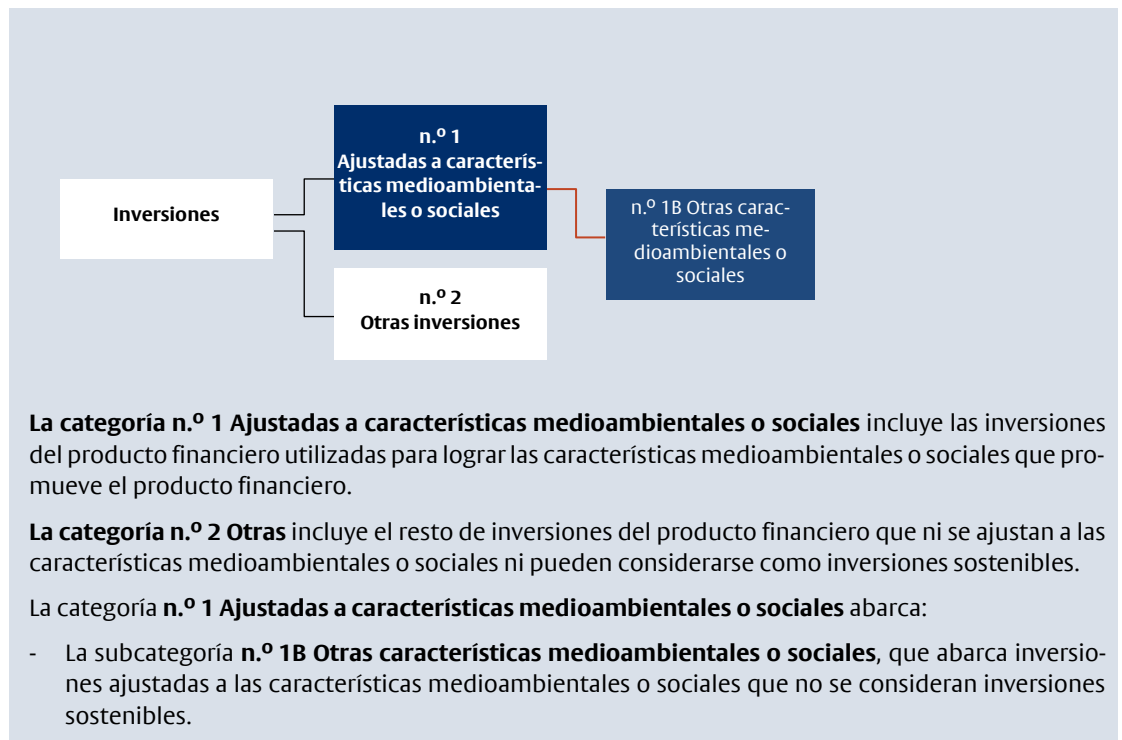 Inversiones
n.º 1
Ajustadas a caracterís-
ticas medioambienta-
les o sociales
n.º 1B Otras carac-
terísticas me-
dioambientales o
sociales
n.º 2
Otras inversiones
La categoría n.º 1 Ajustadas a características medioambientales o sociales incluye las inversiones
del producto financiero utilizadas para lograr las características medioambientales o sociales que pro-
mueve el producto financiero.
La categoría n.º 2 Otras incluye el resto de inversiones del producto financiero que ni se ajustan a las
características medioambientales o sociales ni pueden considerarse como inversiones sostenibles.
La categoría n.º 1 Ajustadas a características medioambientales o sociales abarca:
- La subcategoría n.º 1B Otras características medioambientales o sociales, que abarca inversio-
nes ajustadas a las características medioambientales o sociales que no se consideran inversiones
sostenibles.